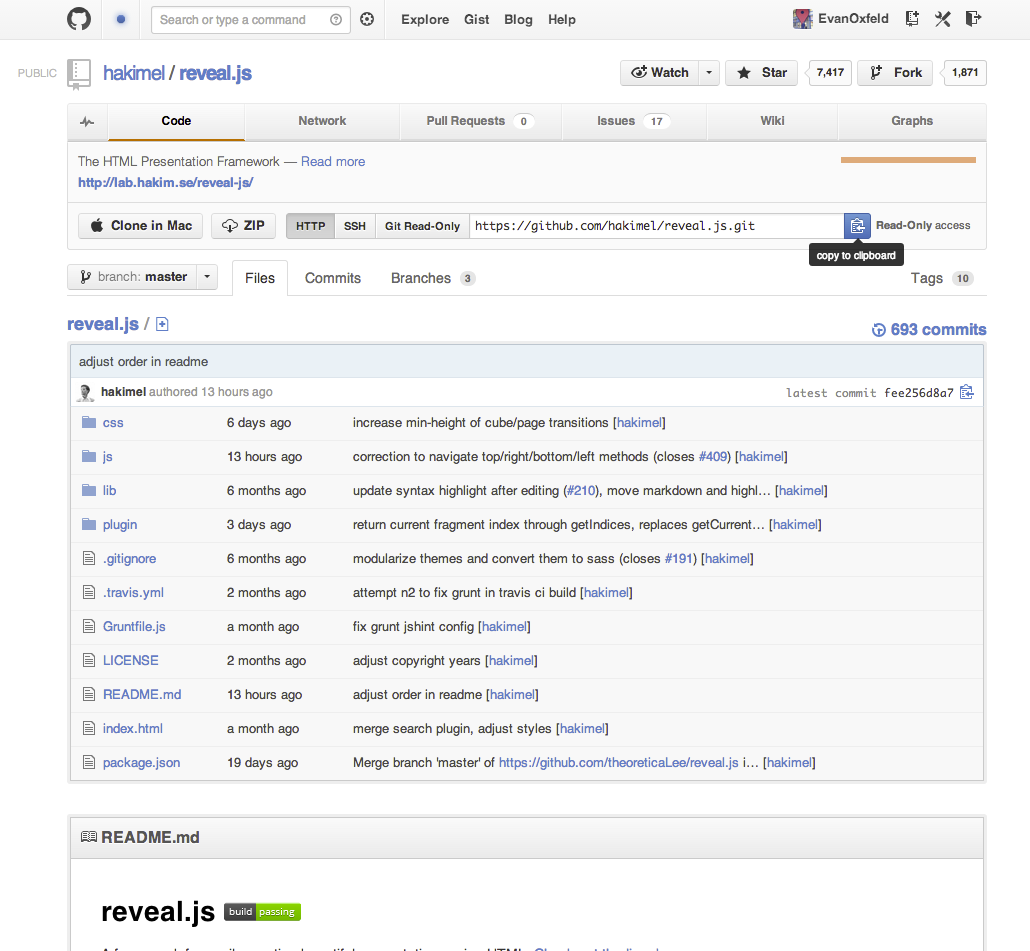 Search or type a command
Explore Gist Blog Help
EvanOxfeld
PUBLIC hakimel / reveal.js
Watch Star 7,417 Fork 1,871
Code Network Pull Requests 0 Issues 17 Wiki Graphs
The HTML Presentation Framework — Read more
http://lab.hakim.se/reveal-js/
Clone in Mac ZIP HTTP SSH Git Read-Only https://github.com/hakimel/reveal.js.git Read-Only access
copy to clipboard
branch: master Files Commits Branches 3 Tags 10
reveal.js / 693 commits
adjust order in readme
hakimel authored 13 hours ago latest commit fee256d8a7
css 6 days ago increase min-height of cube/page transitions [hakimel]
js 13 hours ago correction to navigate top/right/bottom/left methods (closes #409) [hakimel]
lib 6 months ago update syntax highlight after editing (#210), move markdown and highl… [hakimel]
plugin 3 days ago return current fragment index through getIndices, replaces getCurrent… [hakimel]
.gitignore 6 months ago modularize themes and convert them to sass (closes #191) [hakimel]
.travis.yml 2 months ago attempt n2 to fix grunt in travis ci build [hakimel]
Gruntfile.js a month ago fix grunt jshint config [hakimel]
LICENSE 2 months ago adjust copyright years [hakimel]
README.md 13 hours ago adjust order in readme [hakimel]
index.html a month ago merge search plugin, adjust styles [hakimel]
package.json 19 days ago Merge branch 'master' of https://github.com/theoreticaLee/reveal.js i… [hakimel]
README.md
reveal.js build passing